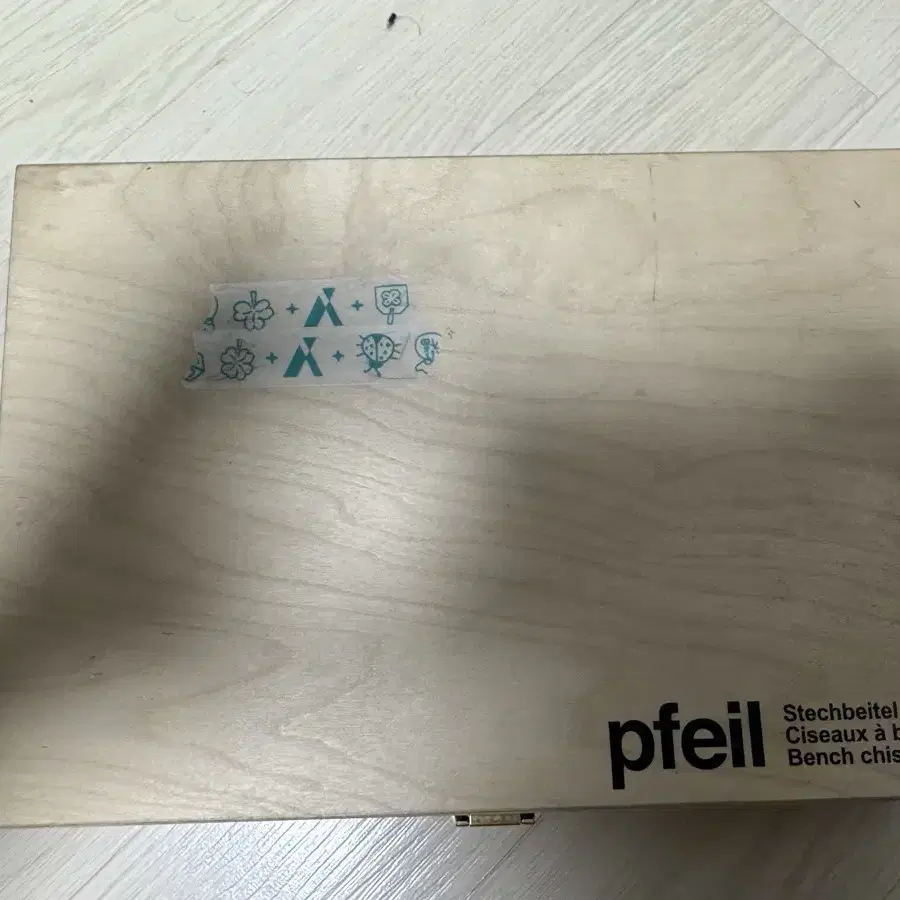 pfeil
Stechbeitel
Ciseaux à b
Bench chis